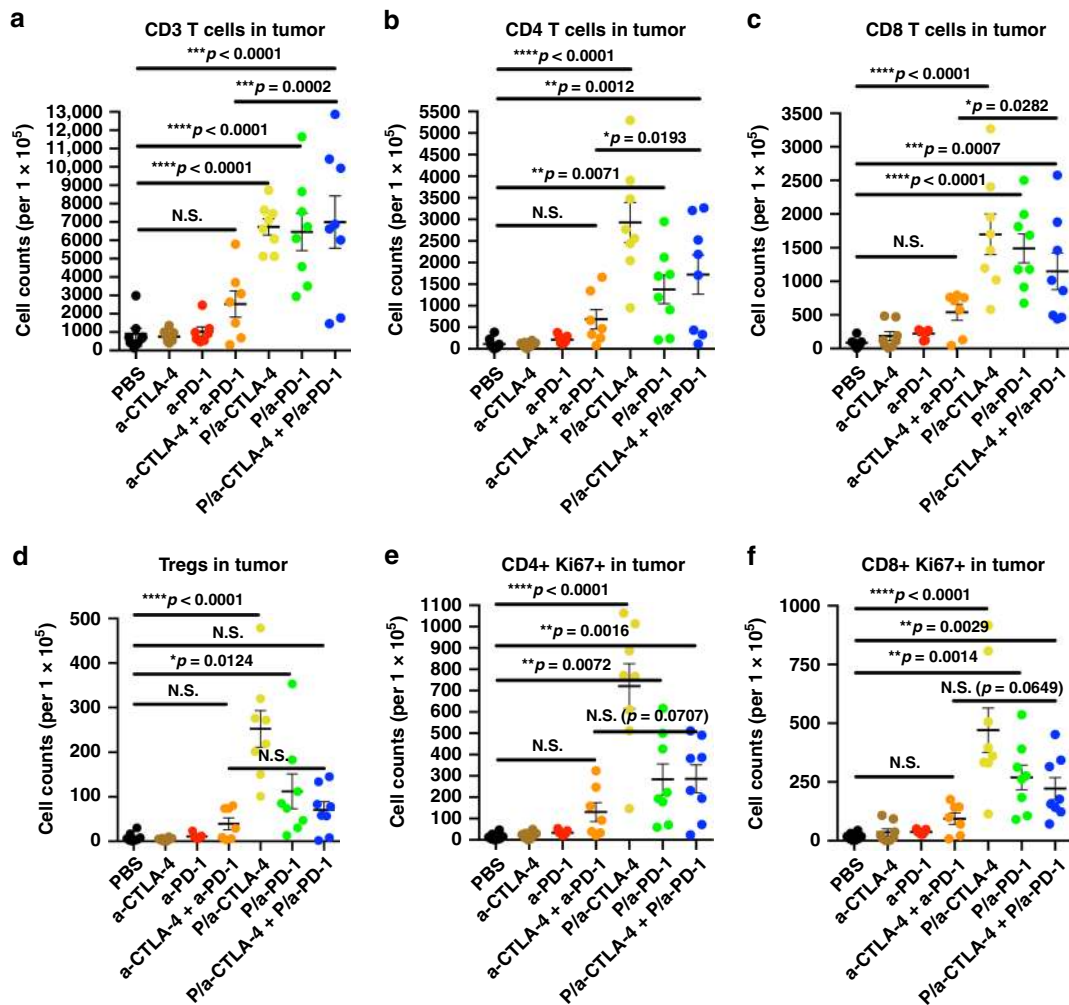 a
CD3 T cells in tumor
***p < 0.0001
***p = 0.0002
****p < 0.0001
****p < 0.0001
N.S.
Cell counts (per 1 × 10⁵)
13,000
12,000
11,000
10,000
9000
8000
7000
6000
5000
4000
3000
2000
1000
0
PBS
a-CTLA-4
a-PD-1
a-CTLA-4 + a-PD-1
P/a-CTLA-4
P/a-PD-1
P/a-CTLA-4 + P/a-PD-1
b
CD4 T cells in tumor
****p < 0.0001
**p = 0.0012
*p = 0.0193
**p = 0.0071
N.S.
Cell counts (per 1 × 10⁵)
5500
5000
4500
4000
3500
3000
2500
2000
1500
1000
500
0
PBS
a-CTLA-4
a-PD-1
a-CTLA-4 + a-PD-1
P/a-CTLA-4
P/a-PD-1
P/a-CTLA-4 + P/a-PD-1
c
CD8 T cells in tumor
****p < 0.0001
*p = 0.0282
***p = 0.0007
****p < 0.0001
N.S.
Cell counts (per 1 × 10⁵)
3500
3000
2500
2000
1500
1000
500
0
PBS
a-CTLA-4
a-PD-1
a-CTLA-4 + a-PD-1
P/a-CTLA-4
P/a-PD-1
P/a-CTLA-4 + P/a-PD-1
d
Tregs in tumor
****p < 0.0001
N.S.
*p = 0.0124
N.S.
N.S.
Cell counts (per 1 × 10⁵)
500
400
300
200
100
0
PBS
a-CTLA-4
a-PD-1
a-CTLA-4 + a-PD-1
P/a-CTLA-4
P/a-PD-1
P/a-CTLA-4 + P/a-PD-1
e
CD4+ Ki67+ in tumor
****p < 0.0001
**p = 0.0016
**p = 0.0072
N.S. (p = 0.0707)
N.S.
Cell counts (per 1 × 10⁵)
1100
1000
900
800
700
600
500
400
300
200
100
0
PBS
a-CTLA-4
a-PD-1
a-CTLA-4 + a-PD-1
P/a-CTLA-4
P/a-PD-1
P/a-CTLA-4 + P/a-PD-1
f
CD8+ Ki67+ in tumor
****p < 0.0001
**p = 0.0029
**p = 0.0014
N.S. (p = 0.0649)
N.S.
Cell counts (per 1 × 10⁵)
1000
750
500
250
0
PBS
a-CTLA-4
a-PD-1
a-CTLA-4 + a-PD-1
P/a-CTLA-4
P/a-PD-1
P/a-CTLA-4 + P/a-PD-1